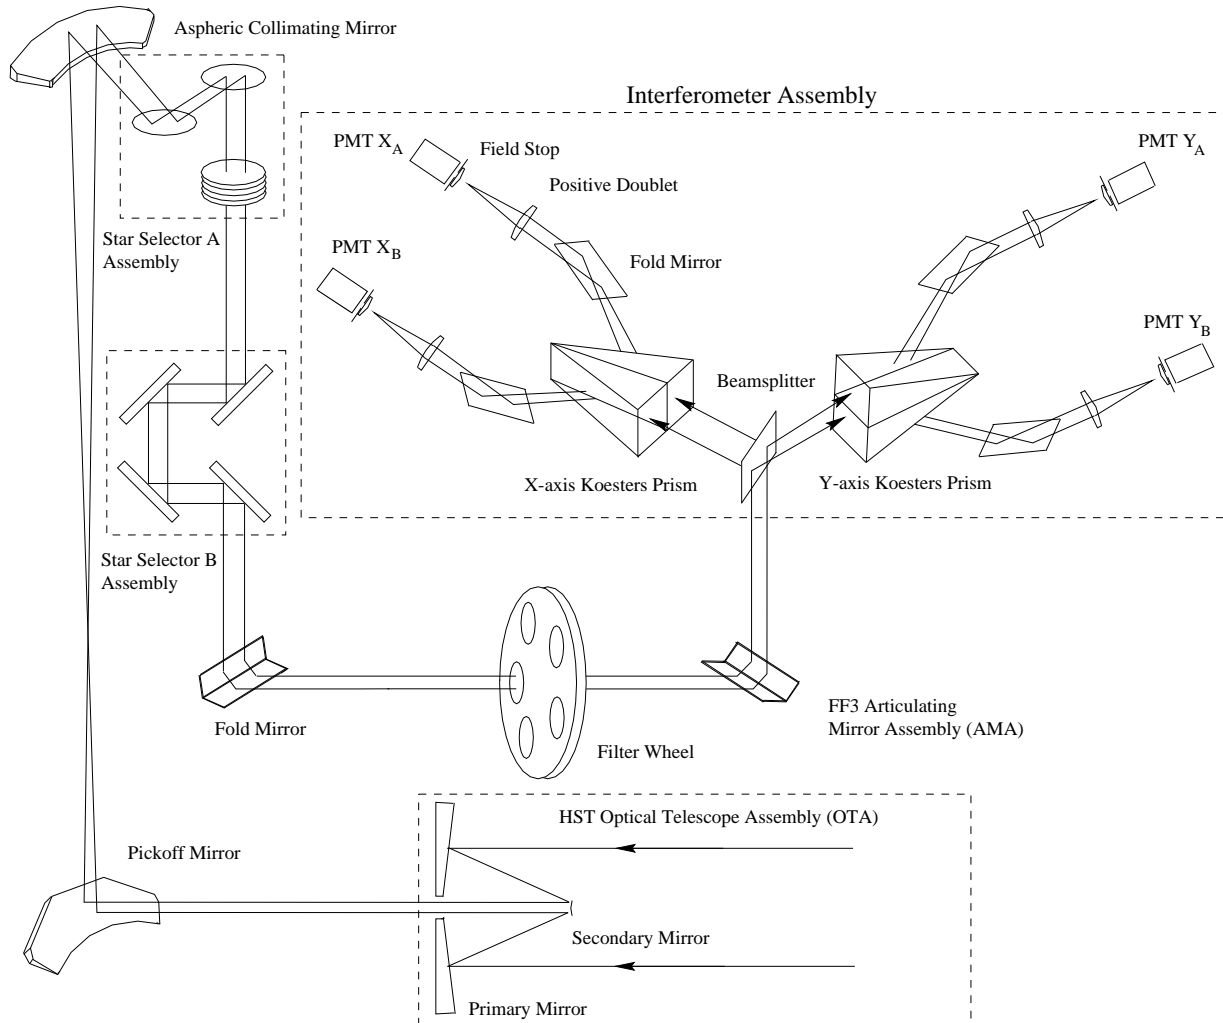 Aspheric Collimating Mirror
Interferometer Assembly
PMT X_A
Field Stop
Positive Doublet
PMT Y_A
Star Selector A
Assembly
PMT X_B
Fold Mirror
PMT Y_B
Beamsplitter
X-axis Koesters Prism
Y-axis Koesters Prism
Star Selector B
Assembly
Fold Mirror
Filter Wheel
FF3 Articulating
Mirror Assembly (AMA)
HST Optical Telescope Assembly (OTA)
Pickoff Mirror
Secondary Mirror
Primary Mirror